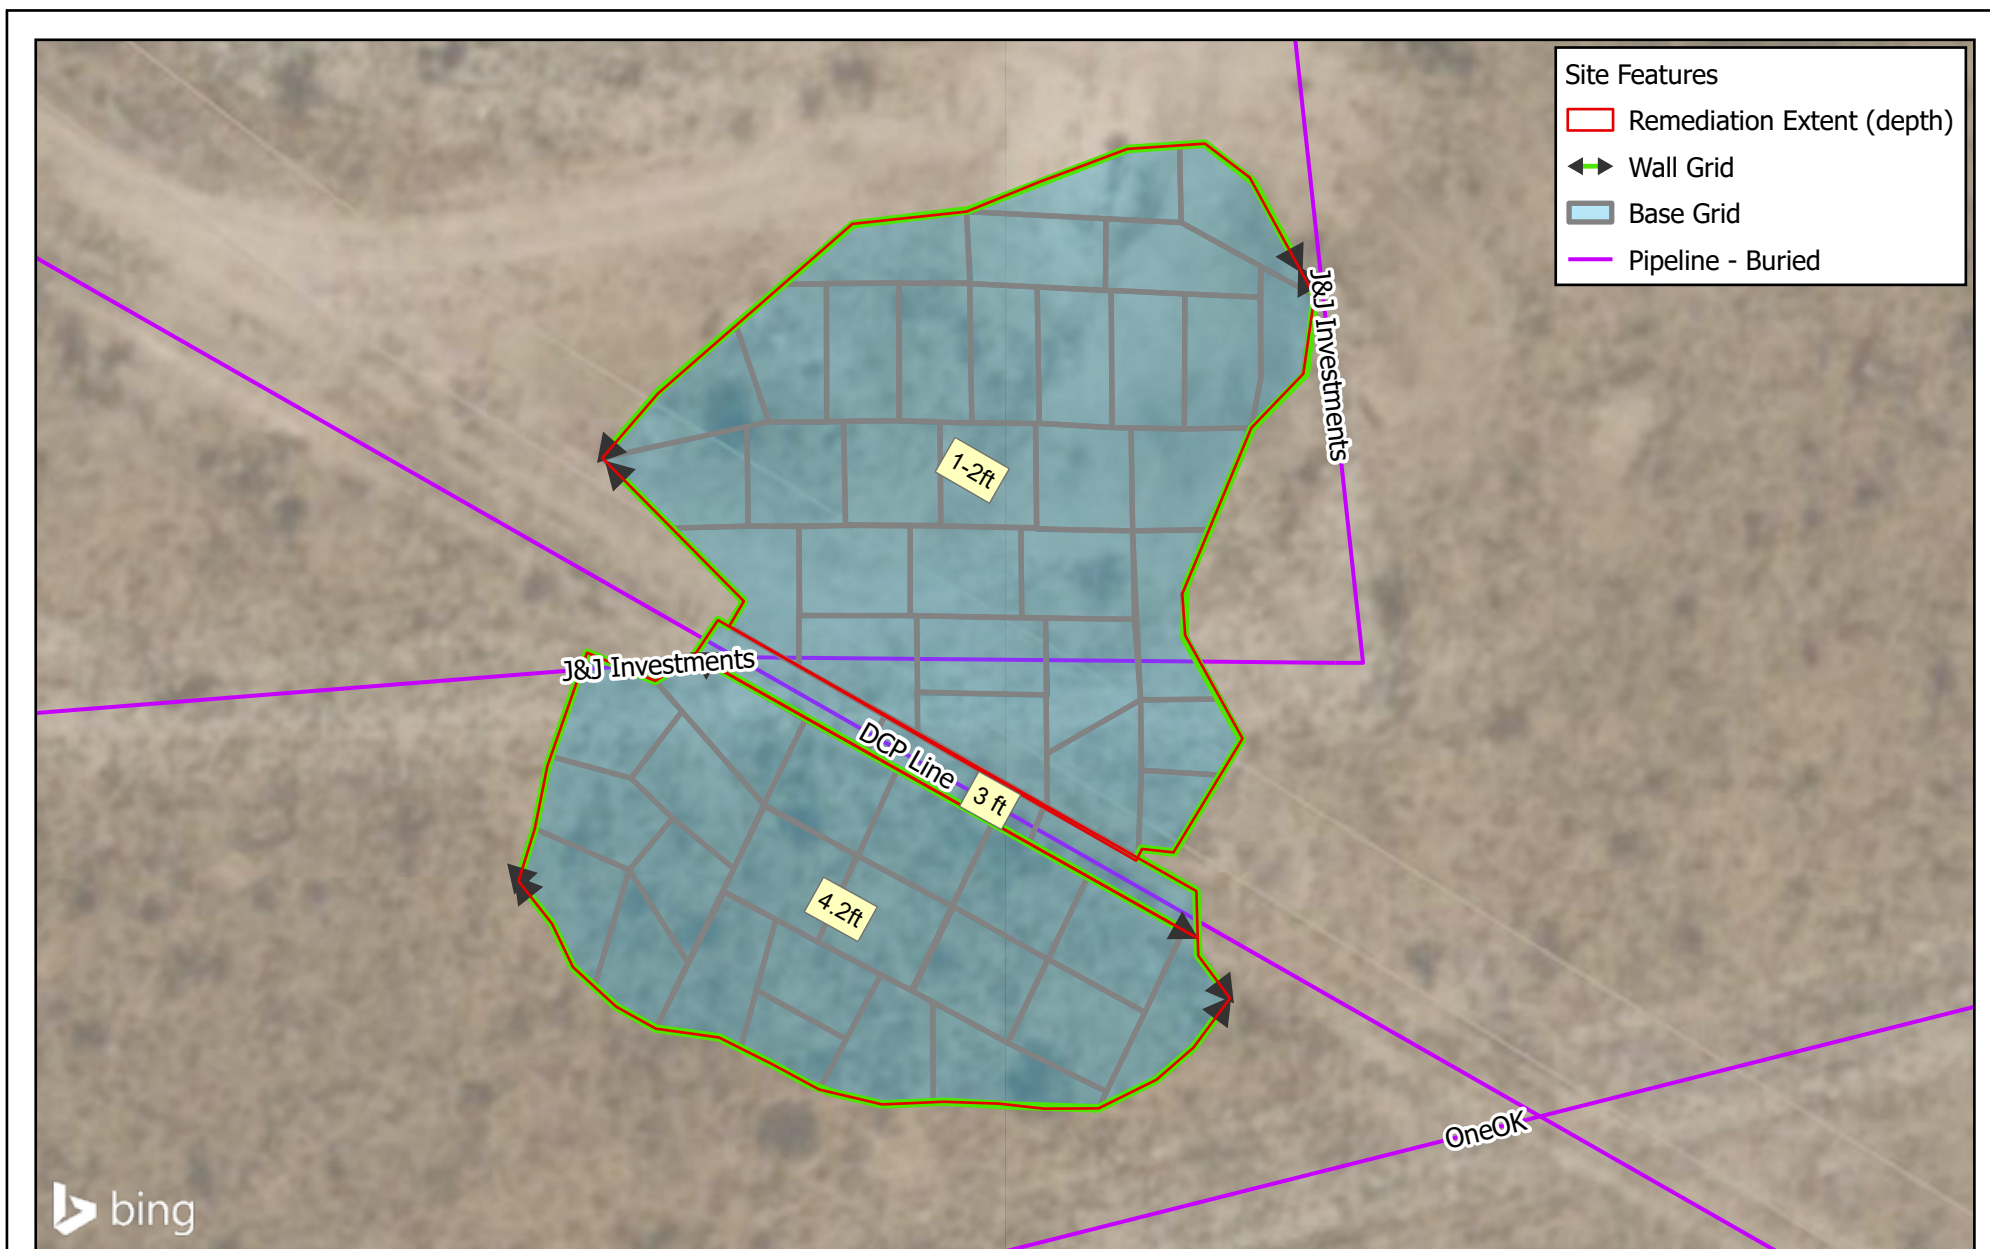 Site Features
Remediation Extent (depth)
Wall Grid
Base Grid
Pipeline - Buried
J&J Investments
1-2ft
J&J Investments
DCP Line
3 ft
4.2ft
OneOK
bing